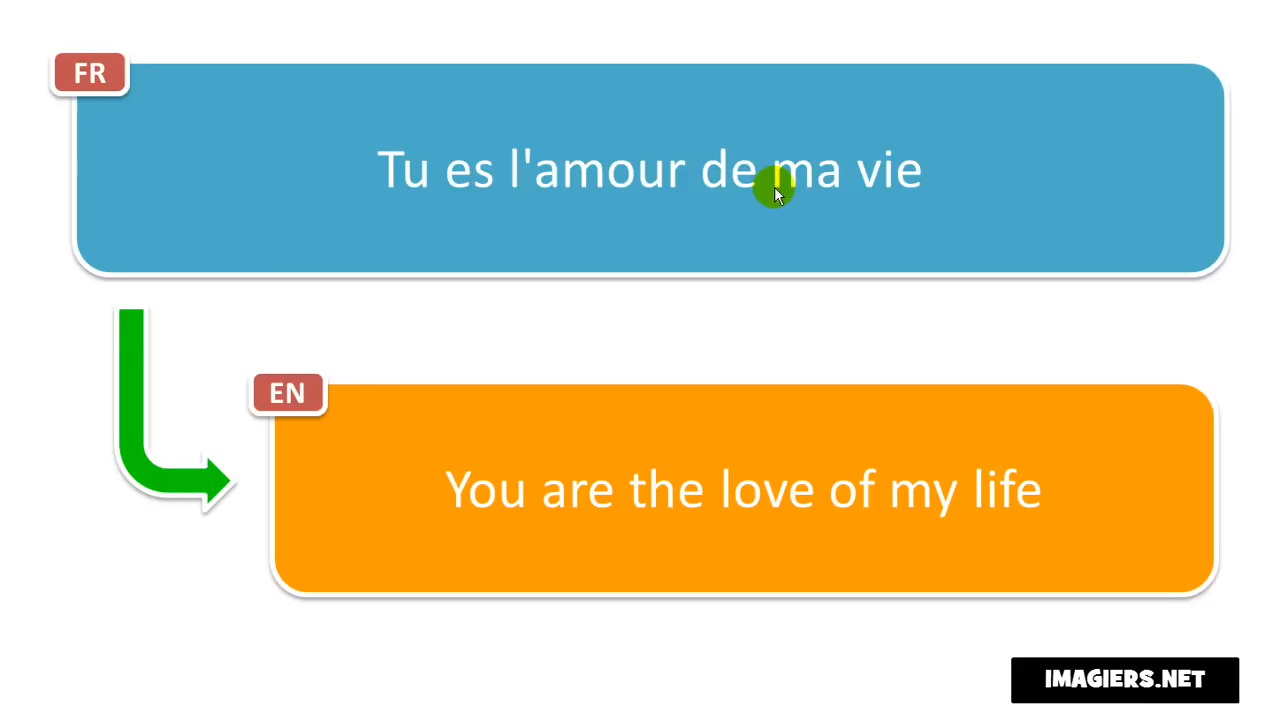 FR
Tu es l'amour de ma vie
EN
You are the love of my life
IMAGIERS.NET